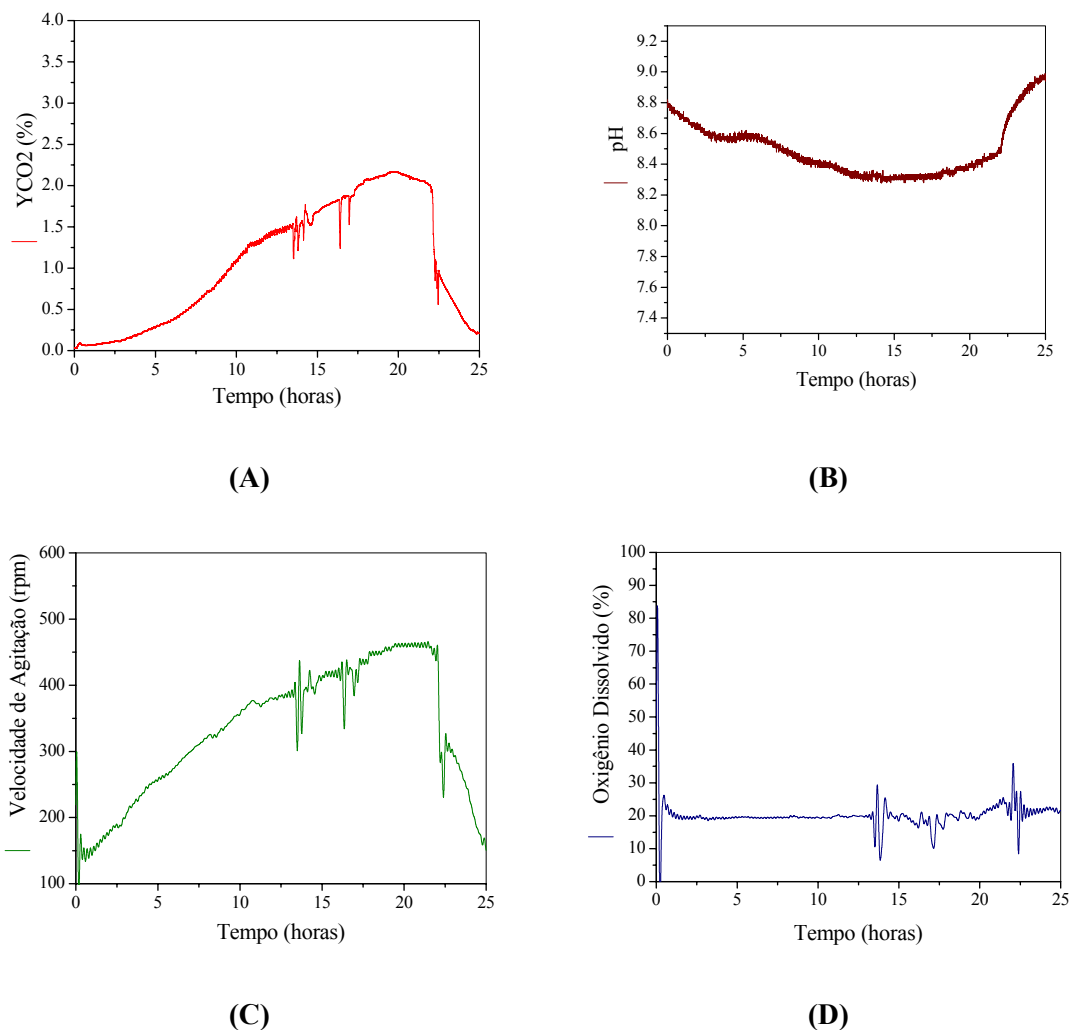 4.0
3.5
3.0
2.5
2.0
1.5
1.0
0.5
0.0
YCO2 (%)
0 5 10 15 20 25
Tempo (horas)
(A)
9.2
9.0
8.8
8.6
8.4
8.2
8.0
7.8
7.6
7.4
pH
0 5 10 15 20 25
Tempo (horas)
(B)
600
500
400
300
200
100
Velocidade de Agitação (rpm)
0 5 10 15 20 25
Tempo (horas)
(C)
100
90
80
70
60
50
40
30
20
10
0
Oxigênio Dissolvido (%)
0 5 10 15 20 25
Tempo (horas)
(D)